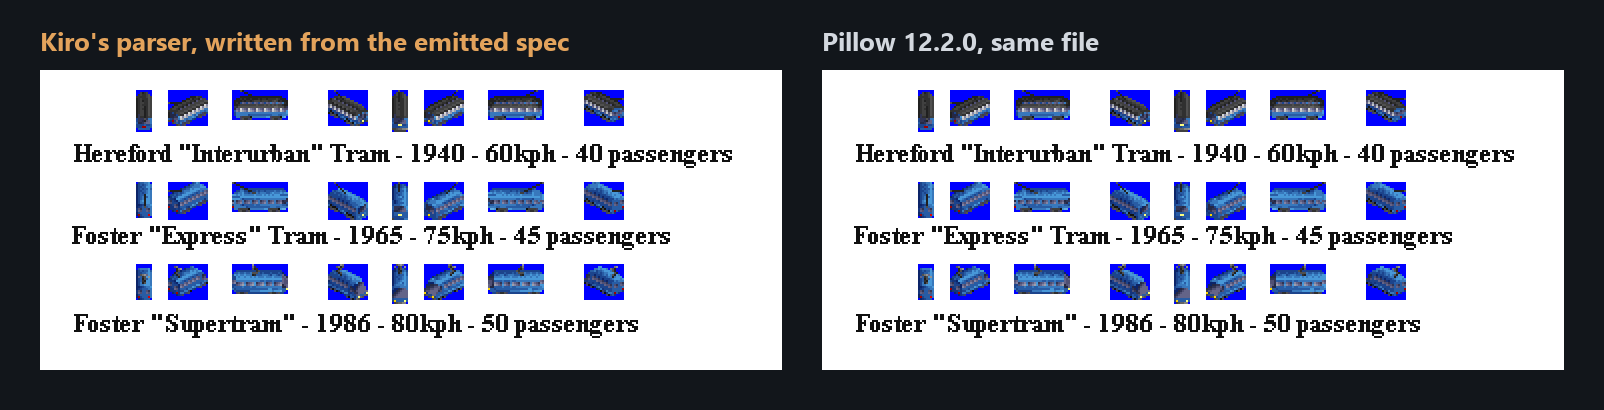 Kiro's parser, written from the emitted spec
Hereford "Interurban" Tram - 1940 - 60kph - 40 passengers
Foster "Express" Tram - 1965 - 75kph - 45 passengers
Foster "Supertram" - 1986 - 80kph - 50 passengers
Pillow 12.2.0, same file
Hereford "Interurban" Tram - 1940 - 60kph - 40 passengers
Foster "Express" Tram - 1965 - 75kph - 45 passengers
Foster "Supertram" - 1986 - 80kph - 50 passengers